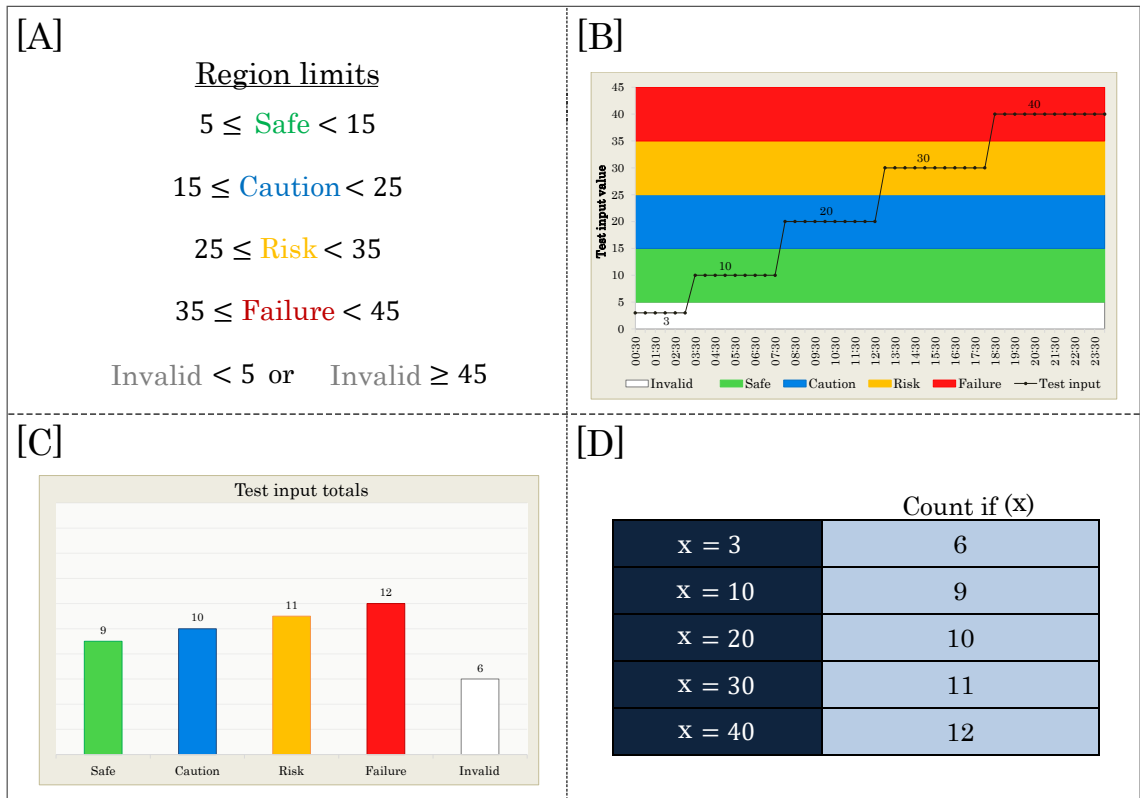 [A]
Region limits
5 ≤ Safe < 15
15 ≤ Caution < 25
25 ≤ Risk < 35
35 ≤ Failure < 45
Invalid < 5 or Invalid ≥ 45
[B]
Test input value
45
40
35
30
25
20
15
10
5
0
3
10
20
30
40
00:30
01:30
02:30
03:30
04:30
05:30
06:30
07:30
08:30
09:30
10:30
11:30
12:30
13:30
14:30
15:30
16:30
17:30
18:30
19:30
20:30
21:30
22:30
23:30
Invalid Safe Caution Risk Failure Test input
[C]
Test input totals
9 10 11 12 6
Safe Caution Risk Failure Invalid
[D]
Count if (x)
x = 3 6
x = 10 9
x = 20 10
x = 30 11
x = 40 12